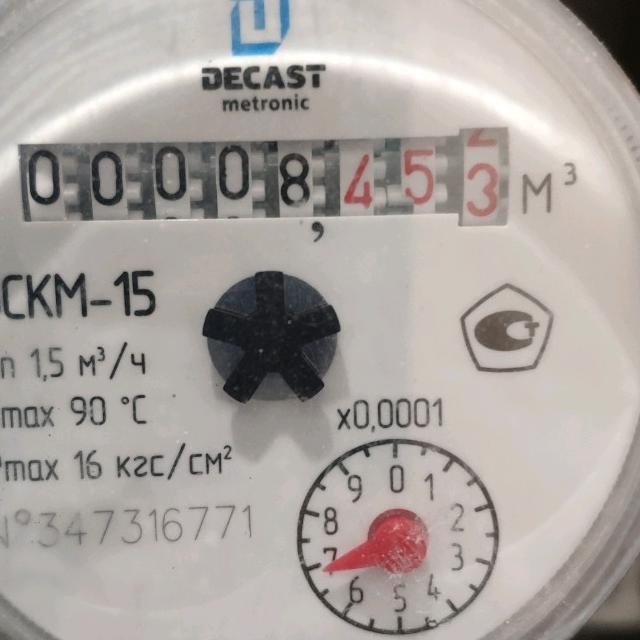 DECAST
metronic
00008,453 м³
СКМ-15
n 1,5 м³/ч
max 90 °C
max 16 кгс/см²
№347316771
x0,0001
0 1 2 3 4 5 6 7 8 9